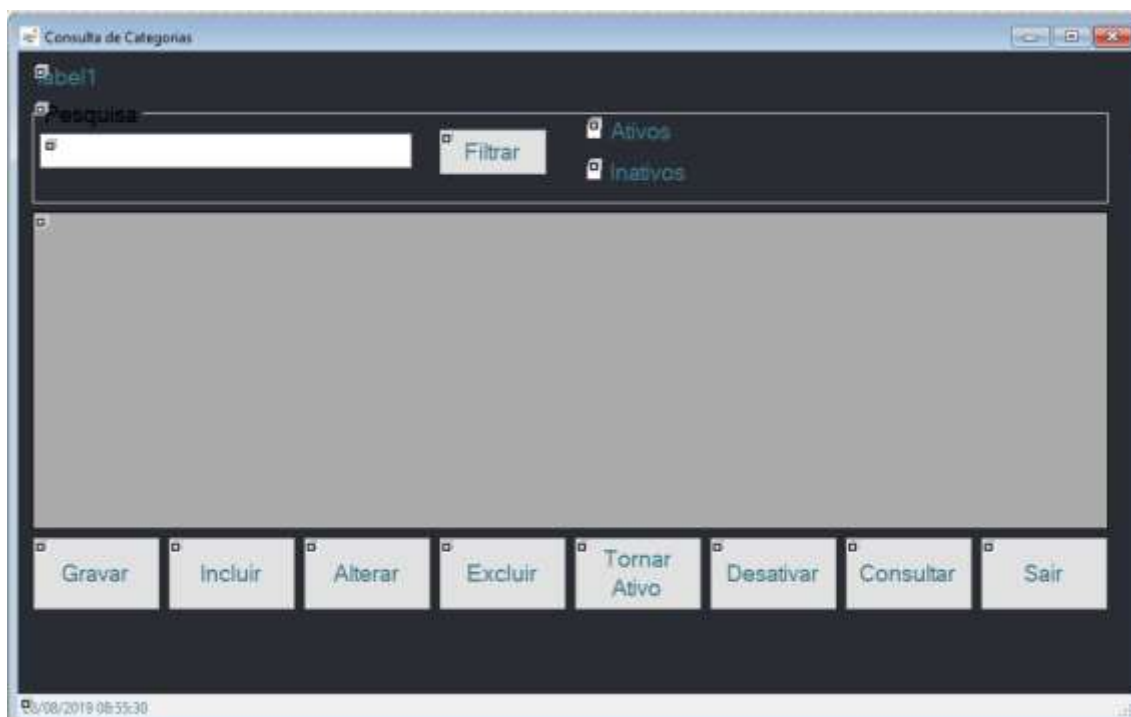 Consulta de Categorias
label1
Pesquisa
Filtrar
Ativos
Inativos
Gravar
Incluir
Alterar
Excluir
Tornar
Ativo
Desativar
Consultar
Sair
/08/2019 08:55:30